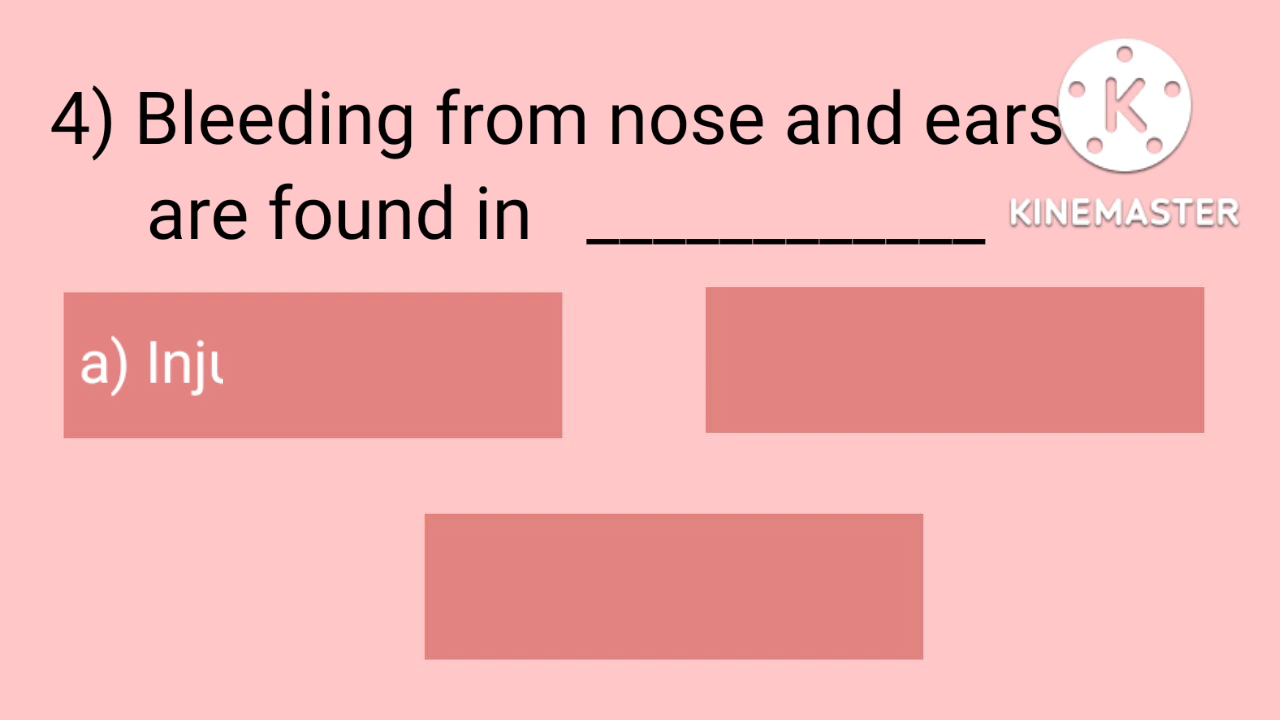 4) Bleeding from nose and ears
are found in ____________
KINEMASTER
a) Inju